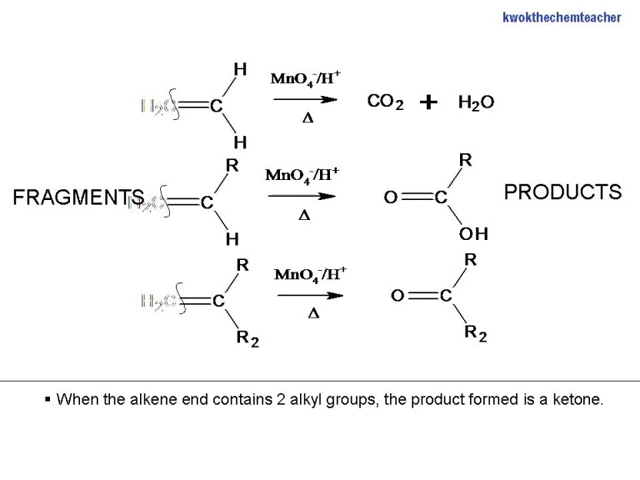 kwokthechemteacher
H
MnO4-/H+
H2C=C
CO2 + H2O
Δ
H
R
MnO4-/H+
R
FRAGMENTS
C
O=C
PRODUCTS
Δ
H
OH
R
MnO4-/H+
R
H2C=C
O=C
Δ
R2
R2
▪ When the alkene end contains 2 alkyl groups, the product formed is a ketone.